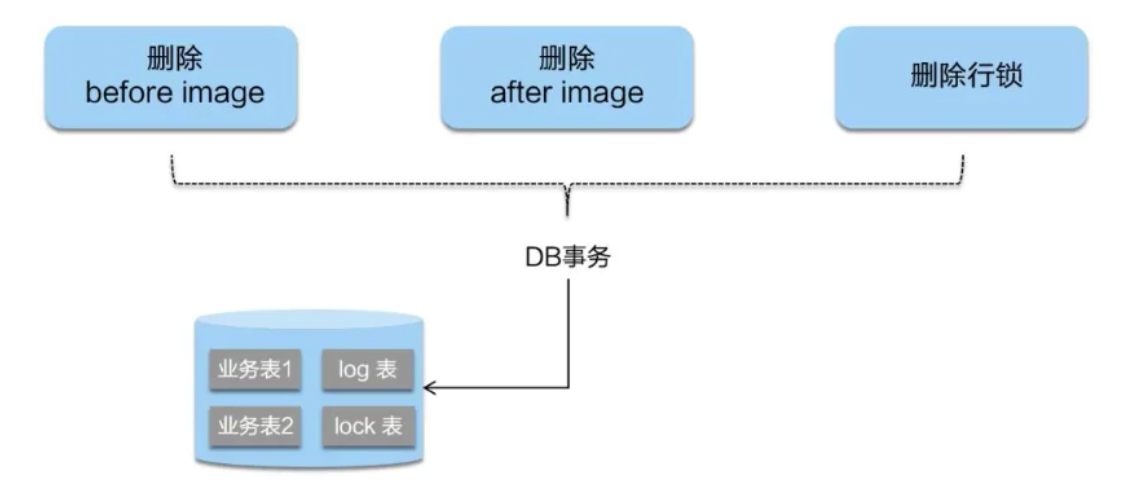 删除
before image
删除
after image
删除行锁
DB事务
业务表1
log 表
业务表2
lock 表